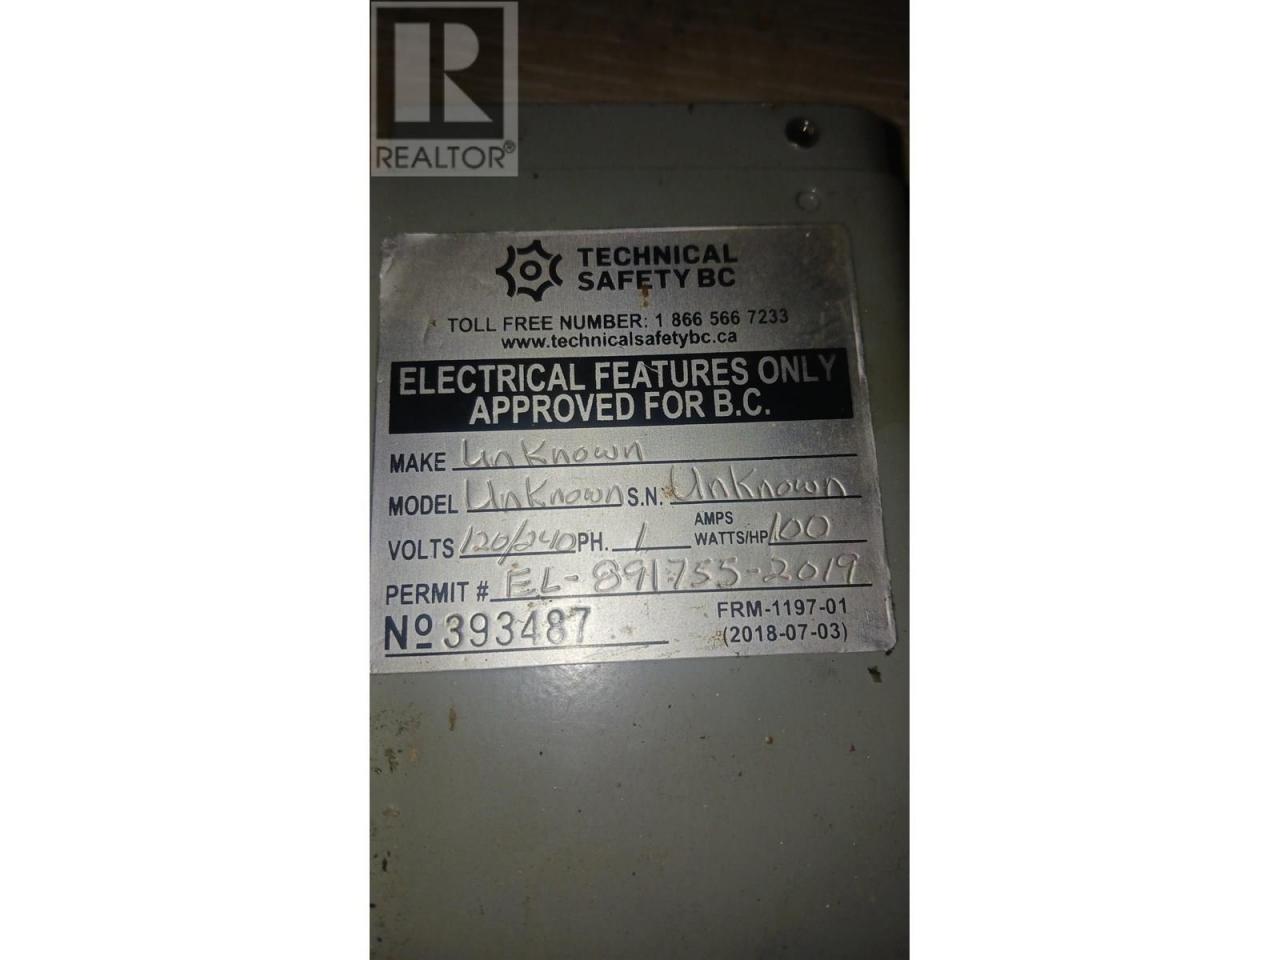 REALTOR®
TECHNICAL
SAFETY BC
TOLL FREE NUMBER: 1 866 566 7233
www.technicalsafetybc.ca
ELECTRICAL FEATURES ONLY
APPROVED FOR B.C.
MAKE Unknown
MODEL Unknown S.N. Unknown
VOLTS 120/240 PH. 1 AMPS WATTS/HP 100
PERMIT # EL-891755-2019
Nº 393487 FRM-1197-01
(2018-07-03)